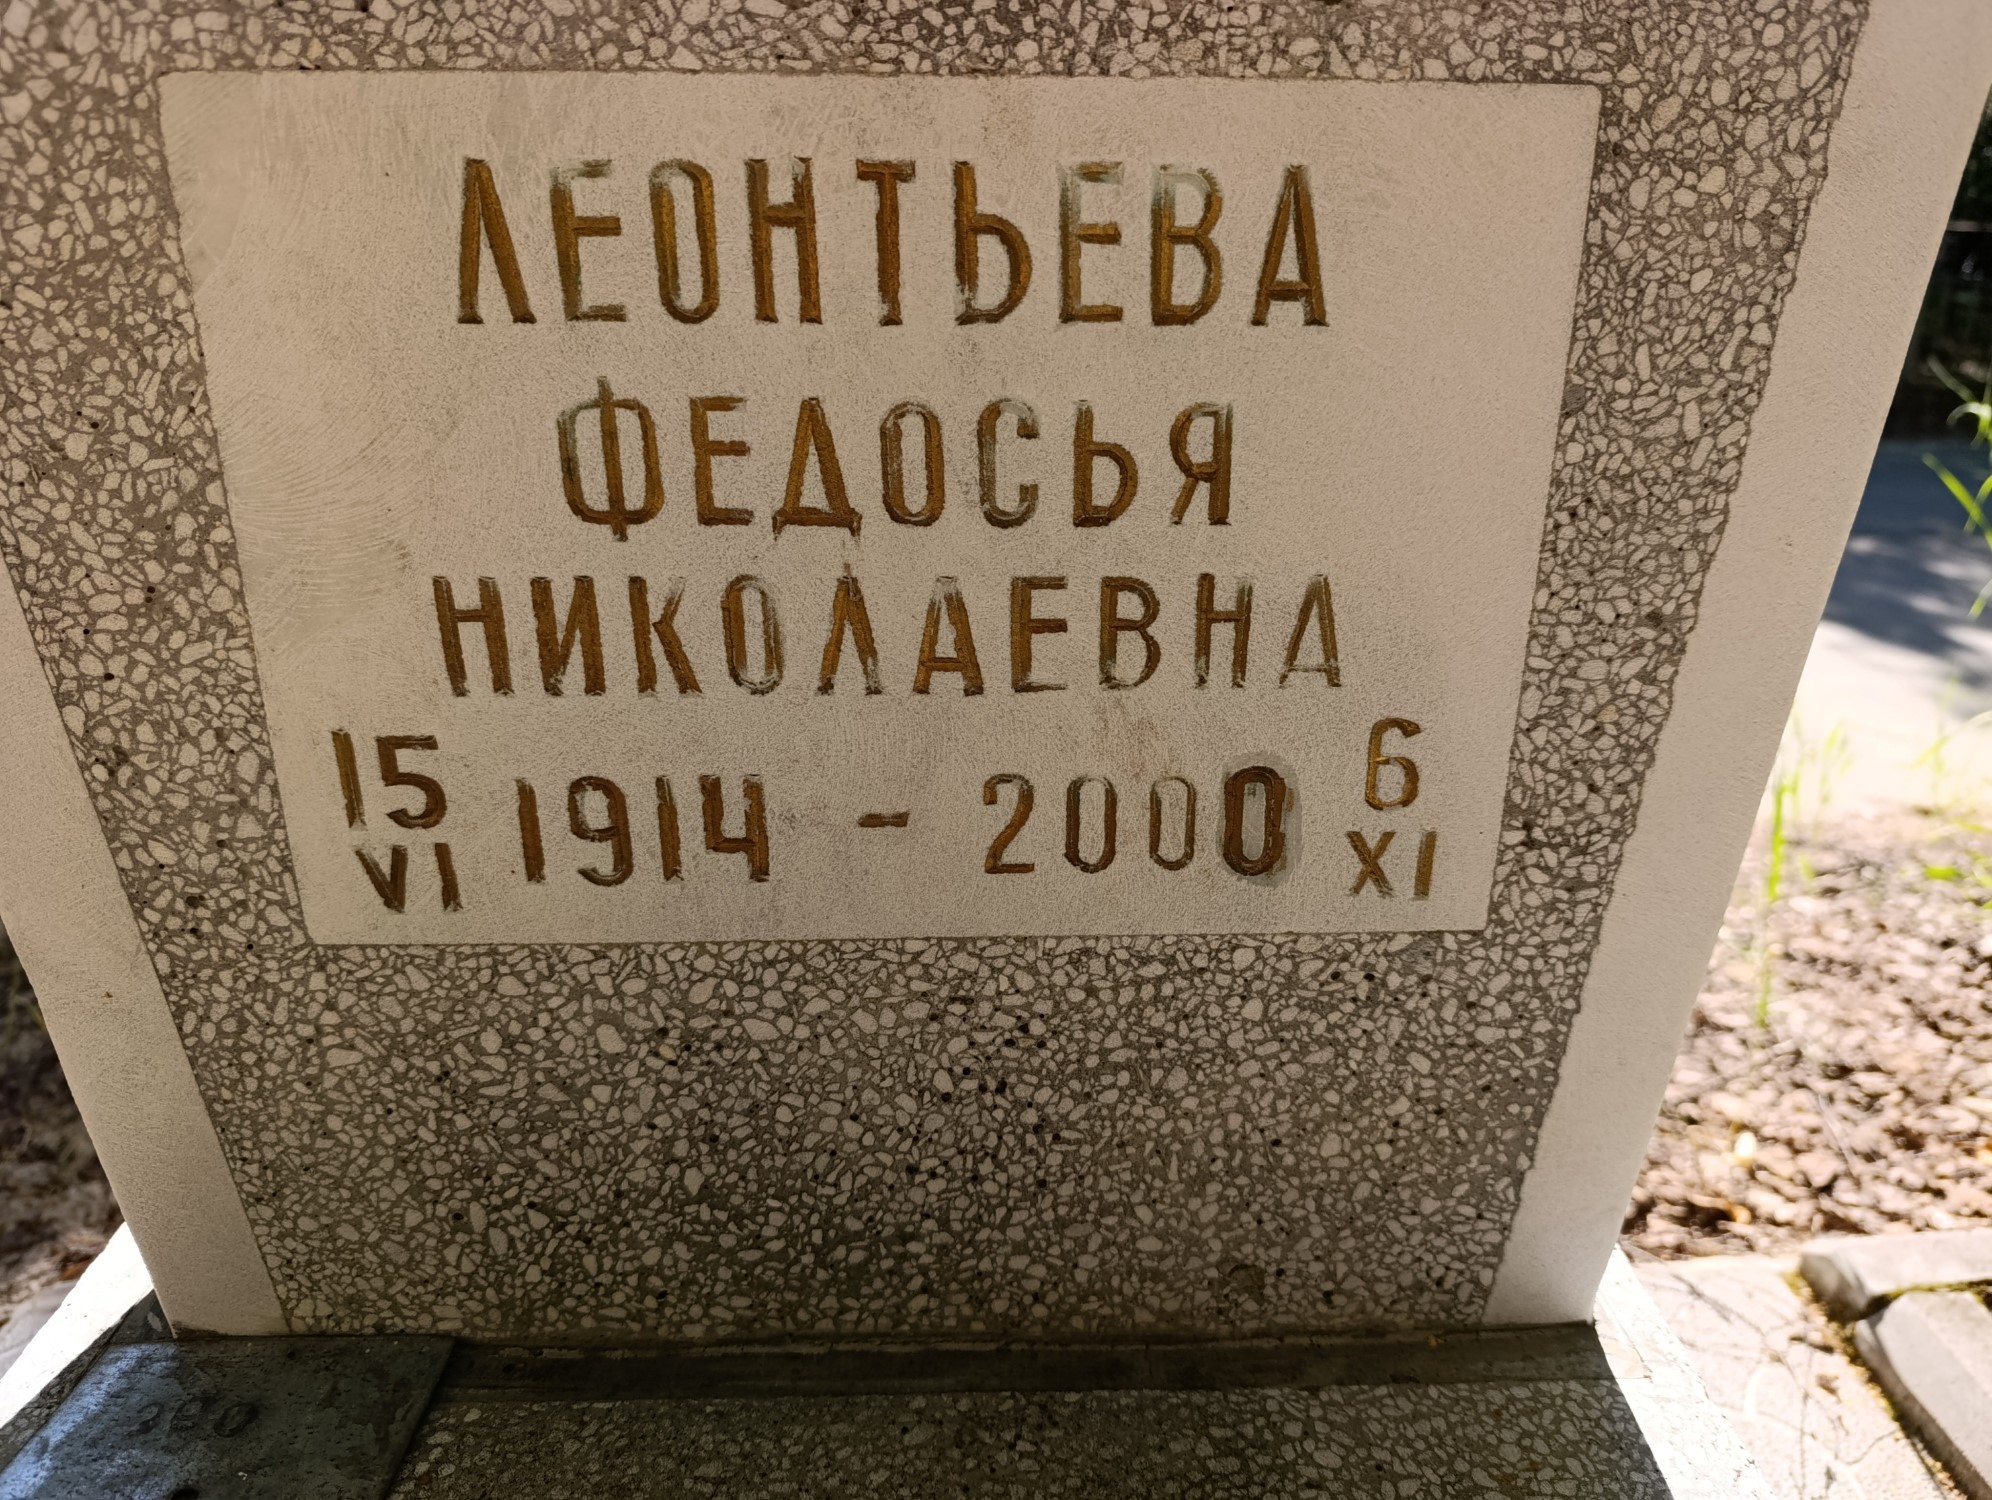 ЛЕОНТЬЕВА
ФЕДОСЬЯ
НИКОЛАЕВНА
15 VI 1914 - 2000 6 XI